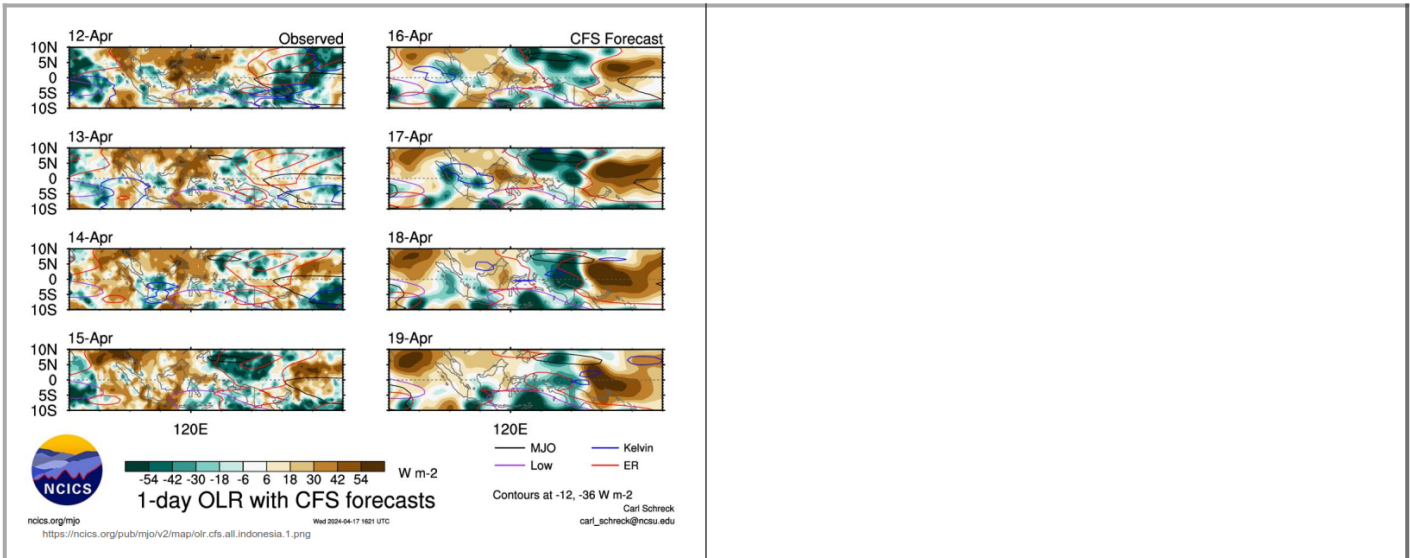 12-Apr Observed
10N
5N
0
5S
10S
13-Apr
10N
5N
0
5S
10S
14-Apr
10N
5N
0
5S
10S
15-Apr
10N
5N
0
5S
10S
120E
16-Apr CFS Forecast
17-Apr
18-Apr
19-Apr
120E
MJO Kelvin
Low ER
-54 -42 -30 -18 -6 6 18 30 42 54 W m-2
NCICS
1-day OLR with CFS forecasts
Contours at -12, -36 W m-2
Carl Schreck
ncics.org/mjo Wed 2024-04-17 1621 UTC carl_schreck@ncsu.edu
https://ncics.org/pub/mjo/v2/map/olr.cfs.all.indonesia.1.png